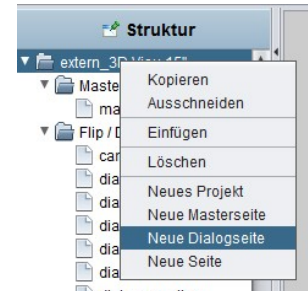 Struktur
extern_3D View 15"
Kopieren
Maste
Ausschneiden
ma
Einfügen
Flip / D
Löschen
car
dia
Neues Projekt
dia
Neue Masterseite
dia
Neue Dialogseite
dia
Neue Seite
dia